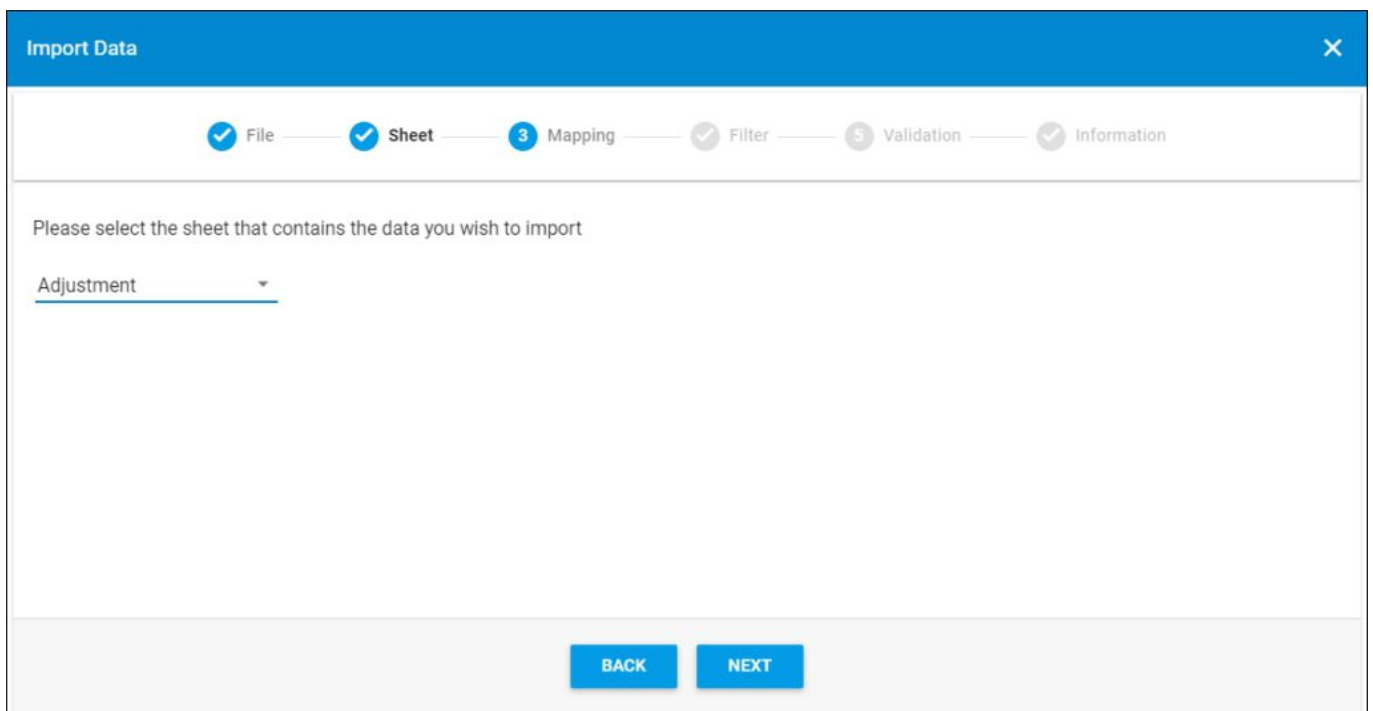 Import Data
File Sheet 3 Mapping Filter 5 Validation Information
Please select the sheet that contains the data you wish to import
Adjustment
BACK NEXT